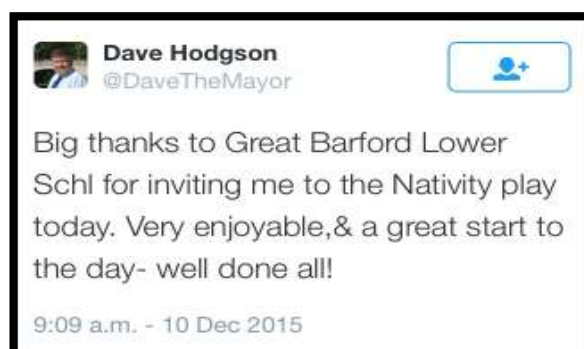 Dave Hodgson
@DaveTheMayor
Big thanks to Great Barford Lower
Schl for inviting me to the Nativity play
today. Very enjoyable,& a great start to
the day- well done all!
9:09 a.m. - 10 Dec 2015